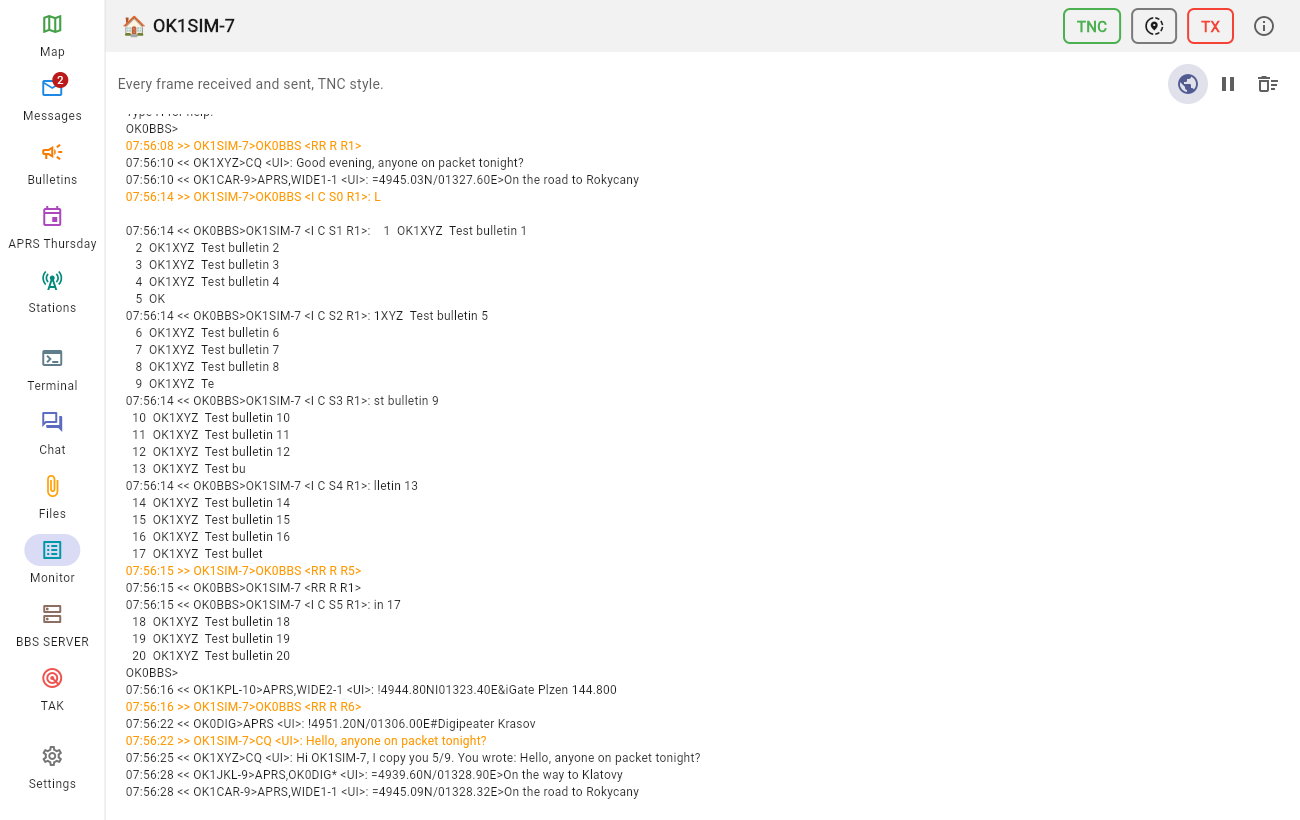 OK1SIM-7
TNC
TX
Map
2
Messages
Bulletins
APRS Thursday
Stations
Terminal
Chat
Files
Monitor
BBS SERVER
TAK
Settings
Every frame received and sent, TNC style.
OK0BBS>
07:56:08 >> OK1SIM-7>OK0BBS <RR R R1>
07:56:10 << OK1XYZ>CQ <UI>: Good evening, anyone on packet tonight?
07:56:10 << OK1CAR-9>APRS,WIDE1-1 <UI>: =4945.03N/01327.60E>On the road to Rokycany
07:56:14 >> OK1SIM-7>OK0BBS <I C S0 R1>: L
07:56:14 << OK0BBS>OK1SIM-7 <I C S1 R1>:    1  OK1XYZ  Test bulletin 1
2  OK1XYZ  Test bulletin 2
3  OK1XYZ  Test bulletin 3
4  OK1XYZ  Test bulletin 4
5  OK
07:56:14 << OK0BBS>OK1SIM-7 <I C S2 R1>: 1XYZ  Test bulletin 5
6  OK1XYZ  Test bulletin 6
7  OK1XYZ  Test bulletin 7
8  OK1XYZ  Test bulletin 8
9  OK1XYZ  Te
07:56:14 << OK0BBS>OK1SIM-7 <I C S3 R1>: st bulletin 9
10  OK1XYZ  Test bulletin 10
11  OK1XYZ  Test bulletin 11
12  OK1XYZ  Test bulletin 12
13  OK1XYZ  Test bu
07:56:14 << OK0BBS>OK1SIM-7 <I C S4 R1>: lletin 13
14  OK1XYZ  Test bulletin 14
15  OK1XYZ  Test bulletin 15
16  OK1XYZ  Test bulletin 16
17  OK1XYZ  Test bullet
07:56:15 >> OK1SIM-7>OK0BBS <RR R R5>
07:56:15 << OK0BBS>OK1SIM-7 <RR R R1>
07:56:15 << OK0BBS>OK1SIM-7 <I C S5 R1>: in 17
18  OK1XYZ  Test bulletin 18
19  OK1XYZ  Test bulletin 19
20  OK1XYZ  Test bulletin 20
OK0BBS>
07:56:16 << OK1KPL-10>APRS,WIDE2-1 <UI>: !4944.80NI01323.40E&iGate Plzen 144.800
07:56:16 >> OK1SIM-7>OK0BBS <RR R R6>
07:56:22 << OK0DIG>APRS <UI>: !4951.20N/01306.00E#Digipeater Krasov
07:56:22 >> OK1SIM-7>CQ <UI>: Hello, anyone on packet tonight?
07:56:25 << OK1XYZ>CQ <UI>: Hi OK1SIM-7, I copy you 5/9. You wrote: Hello, anyone on packet tonight?
07:56:28 << OK1JKL-9>APRS,OK0DIG* <UI>: =4939.60N/01328.90E>On the way to Klatovy
07:56:28 << OK1CAR-9>APRS,WIDE1-1 <UI>: =4945.09N/01328.32E>On the road to Rokycany